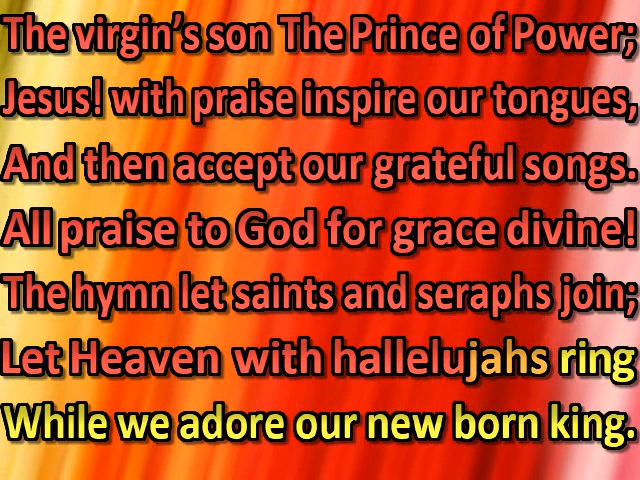 The virgin’s son The Prince of Power;
Jesus! with praise inspire our tongues,
And then accept our grateful songs.
All praise to God for grace divine!
The hymn let saints and seraphs join;
Let Heaven with hallelujahs ring
While we adore our new born king.